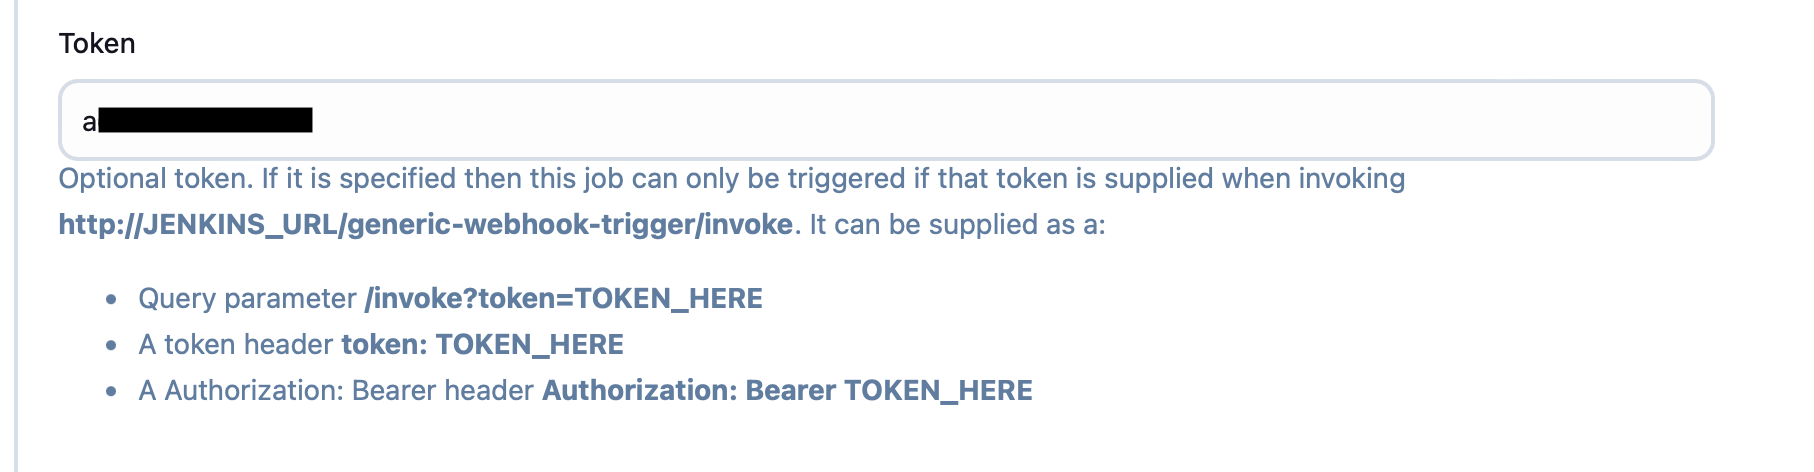 Token
a
Optional token. If it is specified then this job can only be triggered if that token is supplied when invoking
http://JENKINS_URL/generic-webhook-trigger/invoke. It can be supplied as a:
• Query parameter /invoke?token=TOKEN_HERE
• A token header token: TOKEN_HERE
• A Authorization: Bearer header Authorization: Bearer TOKEN_HERE